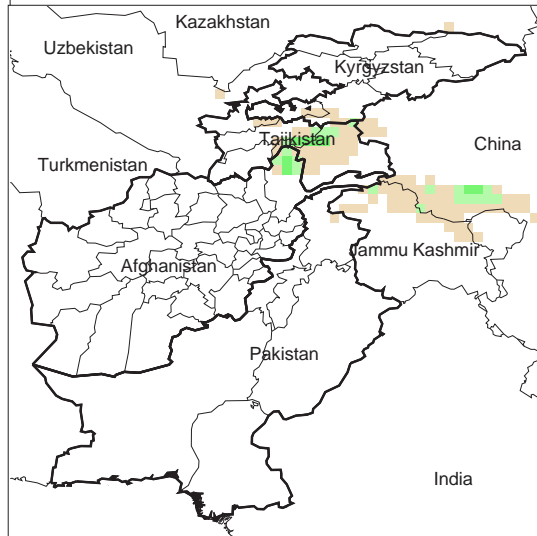 Kazakhstan
Uzbekistan
Kyrgyzstan
Tajikistan
China
Turkmenistan
Jammu Kashmir
Afghanistan
Pakistan
India